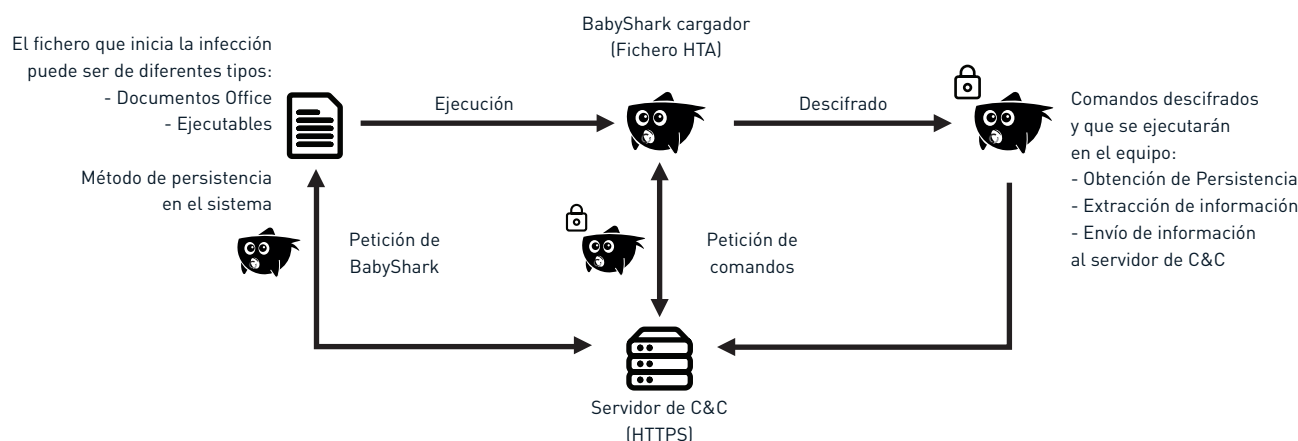 El fichero que inicia la infección
puede ser de diferentes tipos:
- Documentos Office
- Ejecutables
Método de persistencia
en el sistema
Ejecución
BabyShark cargador
(Fichero HTA)
Descifrado
Comandos descifrados
y que se ejecutarán
en el equipo:
- Obtención de Persistencia
- Extracción de información
- Envío de información
al servidor de C&C
Petición de
BabyShark
Petición de
comandos
Servidor de C&C
(HTTPS)